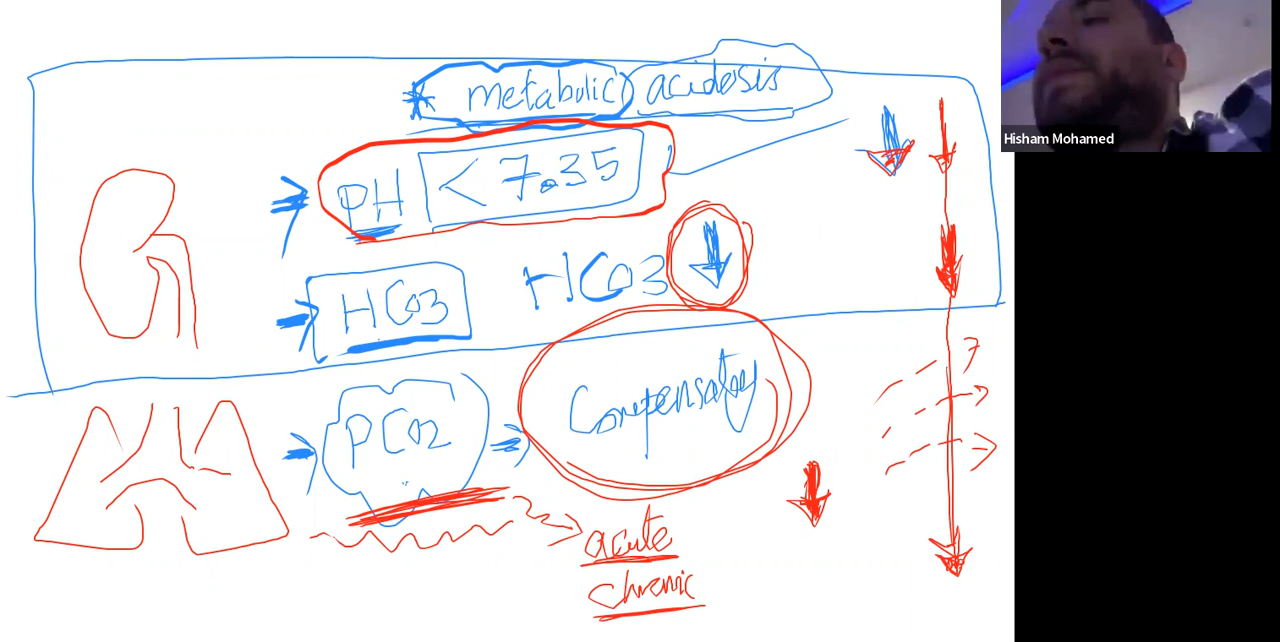 * metabolic acidosis
Hisham Mohamed
PH < 7.35
HCO3 HCO3
PCO2 Compensatory
acute
chronic